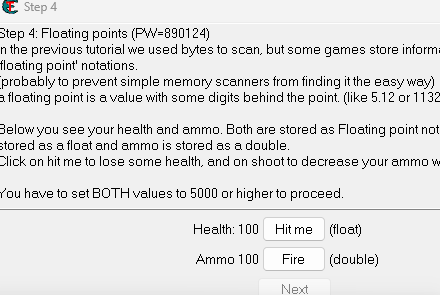 Step 4
Step 4: Floating points (PW=890124)
In the previous tutorial we used bytes to scan, but some games store informa
'floating point' notations.
(probably to prevent simple memory scanners from finding it the easy way)
a floating point is a value with some digits behind the point. (like 5.12 or 1132
Below you see your health and ammo. Both are stored as Floating point not
stored as a float and ammo is stored as a double.
Click on hit me to lose some health, and on shoot to decrease your ammo w
You have to set BOTH values to 5000 or higher to proceed.
Health: 100 Hit me (float)
Ammo 100 Fire (double)
Next